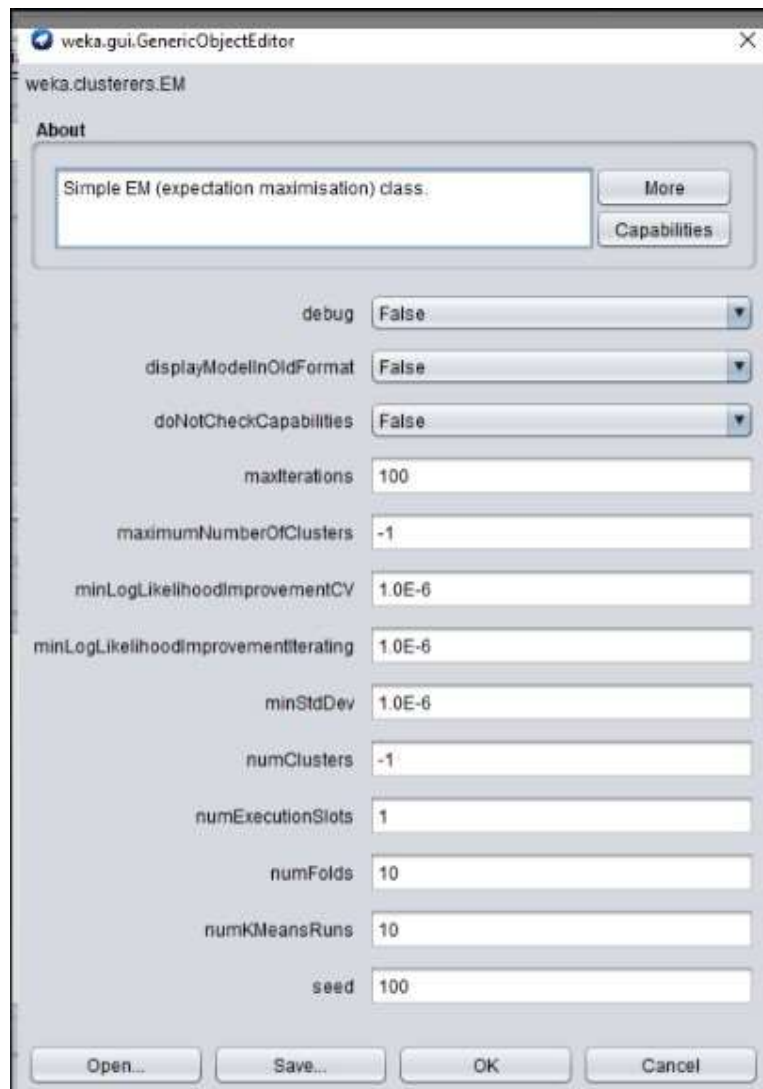 weka.gui.GenericObjectEditor
weka.clusterers.EM
About
Simple EM (expectation maximisation) class.
More
Capabilities
debug False
displayModelInOldFormat False
doNotCheckCapabilities False
maxIterations 100
maximumNumberOfClusters -1
minLogLikelihoodImprovementCV 1.0E-6
minLogLikelihoodImprovementIterating 1.0E-6
minStdDev 1.0E-6
numClusters -1
numExecutionSlots 1
numFolds 10
numKMeansRuns 10
seed 100
Open... Save... OK Cancel